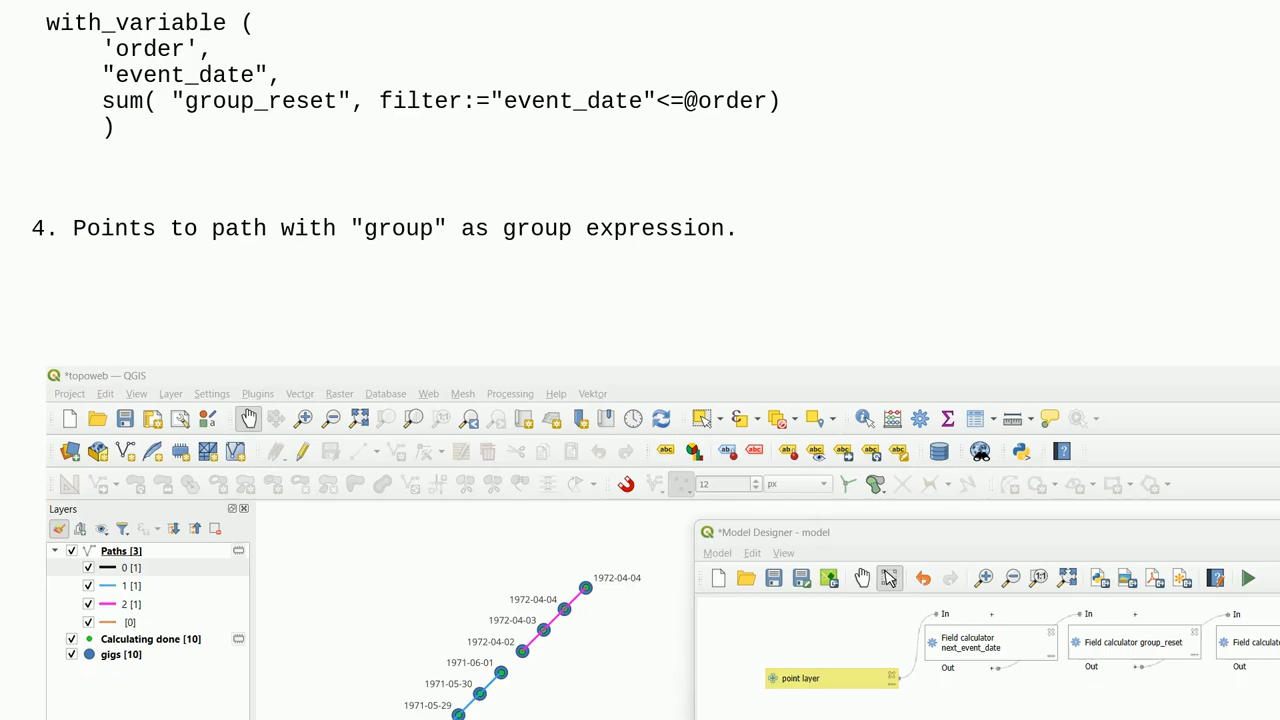 with_variable (
'order',
"event_date",
sum( "group_reset", filter:="event_date"<=@order)
)
4. Points to path with "group" as group expression.
*topoweb — QGIS
Project Edit View Layer Settings Plugins Vector Raster Database Web Mesh Processing Help Vektor
12 px
Layers
Paths [3]
0 [1]
1 [1]
2 [1]
[0]
Calculating done [10]
gigs [10]
1972-04-04
1972-04-04
1972-04-03
1972-04-02
1971-06-01
1971-05-30
1971-05-29
*Model Designer - model
Model Edit View
In + In + In
Field calculator
next_event_date
Field calculator group_reset
Field calcul
Out + Out + Out
point layer